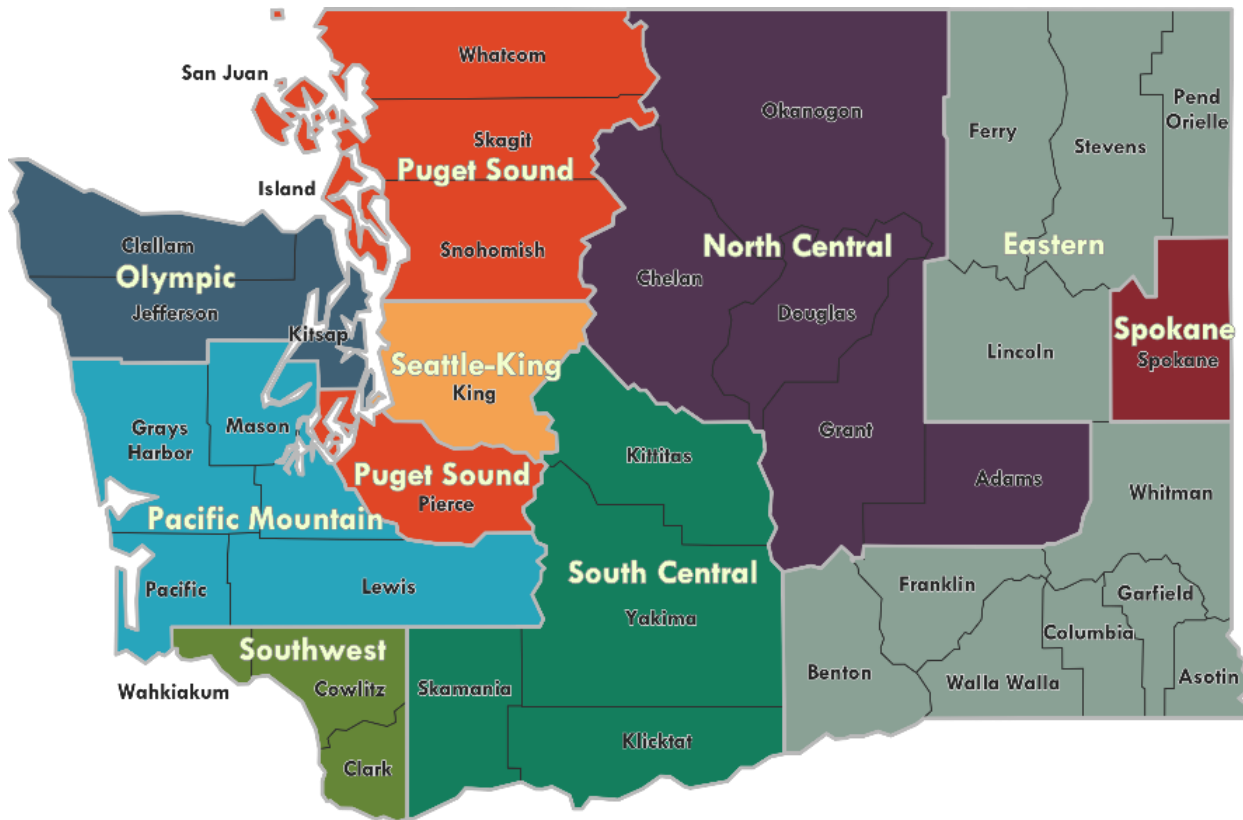 Whatcom
San Juan
Okanogon
Pend
Orielle
Ferry
Skagit
Stevens
Puget Sound
Island
Clallam
North Central
Eastern
Snohomish
Olympic
Chelan
Jefferson
Douglas
Kitsap
Spokane
Lincoln
Spokane
Seattle-King
King
Grays
Harbor
Mason
Grant
Kittitas
Puget Sound
Adams
Pierce
Whitman
Pacific Mountain
South Central
Franklin
Garfield
Pacific
Lewis
Yakima
Columbia
Southwest
Benton
Walla Walla
Asotin
Wahkiakum
Cowlitz
Skamania
Klicktat
Clark